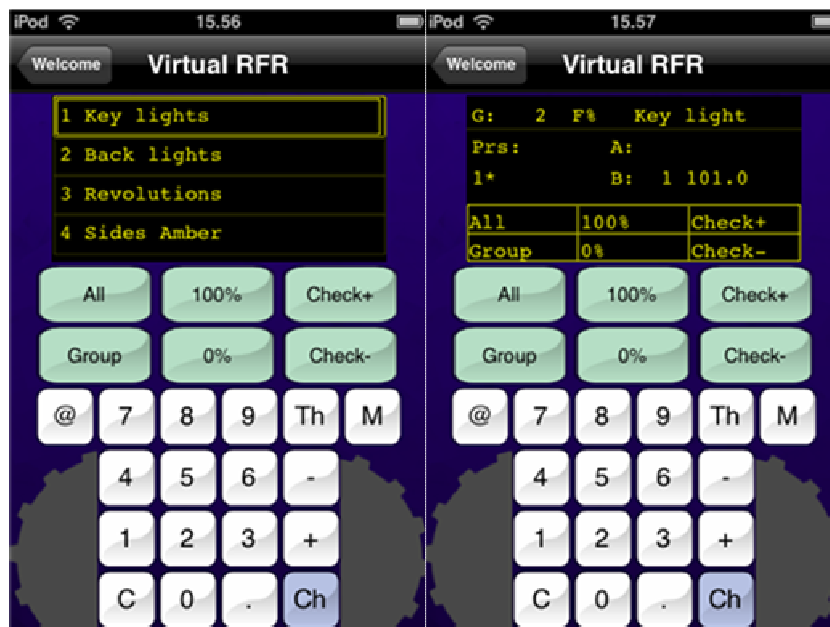 iPod 15.56
Welcome Virtual RFR
1 Key lights
2 Back lights
3 Revolutions
4 Sides Amber
All 100% Check+
Group 0% Check-
@ 7 8 9 Th M
4 5 6 -
1 2 3 +
C 0 . Ch
iPod 15.57
Welcome Virtual RFR
G: 2 F% Key light
Prs: A:
1* B: 1 101.0
All 100% Check+
Group 0% Check-
All 100% Check+
Group 0% Check-
@ 7 8 9 Th M
4 5 6 -
1 2 3 +
C 0 . Ch